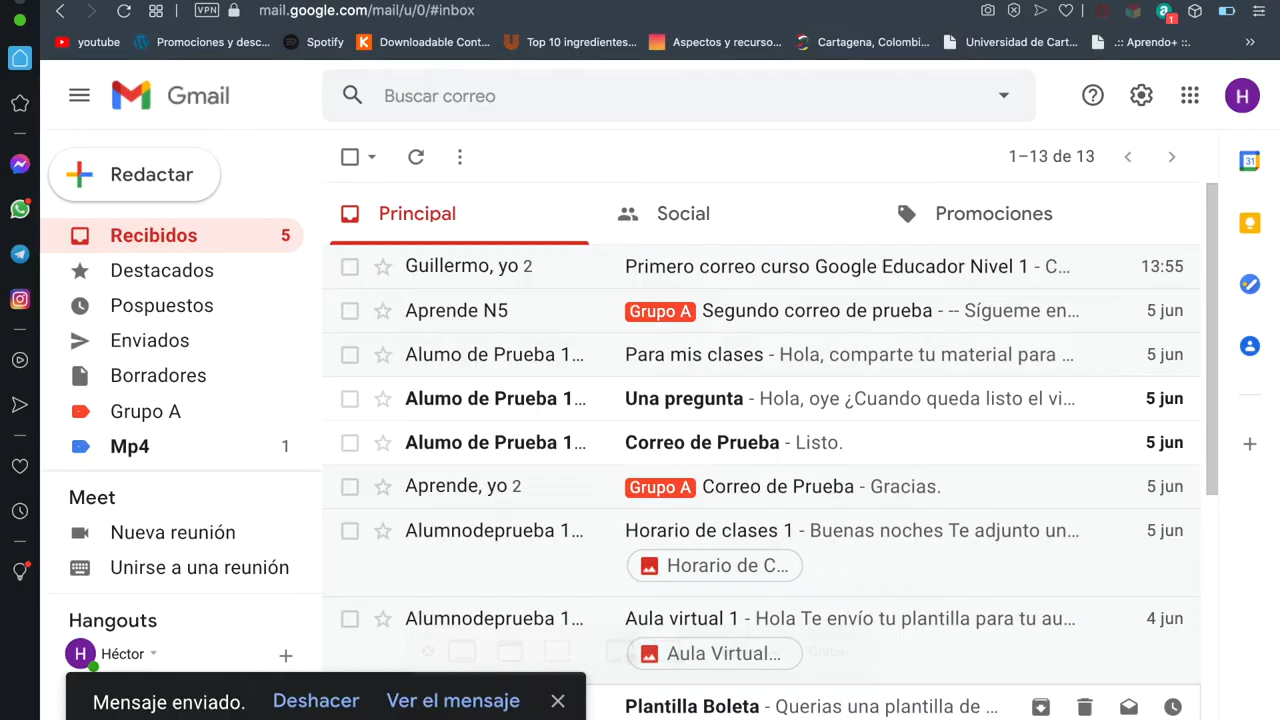 VPN mail.google.com/mail/u/0/#inbox
youtube Promociones y desc... Spotify Downloadable Cont... Top 10 ingredientes... Aspectos y recurso... Cartagena, Colombi... Universidad de Cart... .:: Aprendo+ ::. »
Gmail
Buscar correo
H
Redactar
1–13 de 13
Principal Social Promociones
Recibidos 5
Destacados
Pospuestos
Enviados
Borradores
Grupo A
Mp4 1
Meet
Nueva reunión
Unirse a una reunión
Hangouts
H Héctor
Guillermo, yo 2 Primero correo curso Google Educador Nivel 1 - C... 13:55
Aprende N5 Grupo A Segundo correo de prueba - -- Sígueme en... 5 jun
Alumo de Prueba 1... Para mis clases - Hola, comparte tu material para ... 5 jun
Alumo de Prueba 1... Una pregunta - Hola, oye ¿Cuando queda listo el vi... 5 jun
Alumo de Prueba 1... Correo de Prueba - Listo. 5 jun
Aprende, yo 2 Grupo A Correo de Prueba - Gracias. 5 jun
Alumnodeprueba 1... Horario de clases 1 - Buenas noches Te adjunto un... 5 jun
Horario de C...
Alumnodeprueba 1... Aula virtual 1 - Hola Te envío tu plantilla para tu au... 4 jun
Aula Virtual...
Grabar
Plantilla Boleta - Querias una plantilla de ...
Mensaje enviado. Deshacer Ver el mensaje
31
1